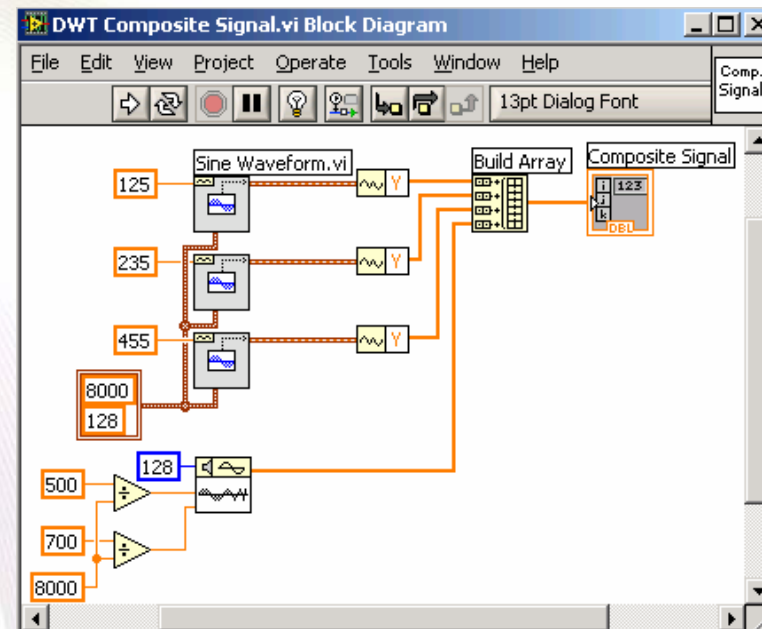 DWT Composite Signal.vi Block Diagram
File Edit View Project Operate Tools Window Help
Comp.
Signal
13pt Dialog Font
Sine Waveform.vi
Build Array
Composite Signal
125
Y
i
123
j
k
DBL
235
Y
455
Y
8000
128
128
500
700
8000